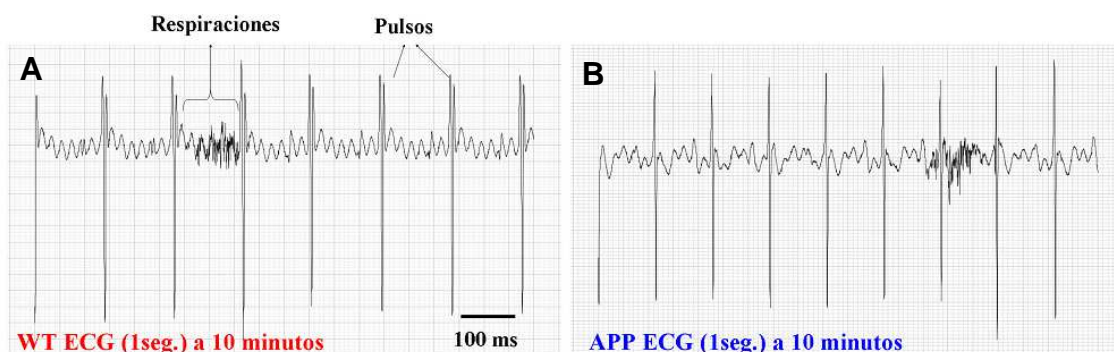 Respiraciones
Pulsos
A
B
WT ECG (1seg.) a 10 minutos
100 ms
APP ECG (1seg.) a 10 minutos